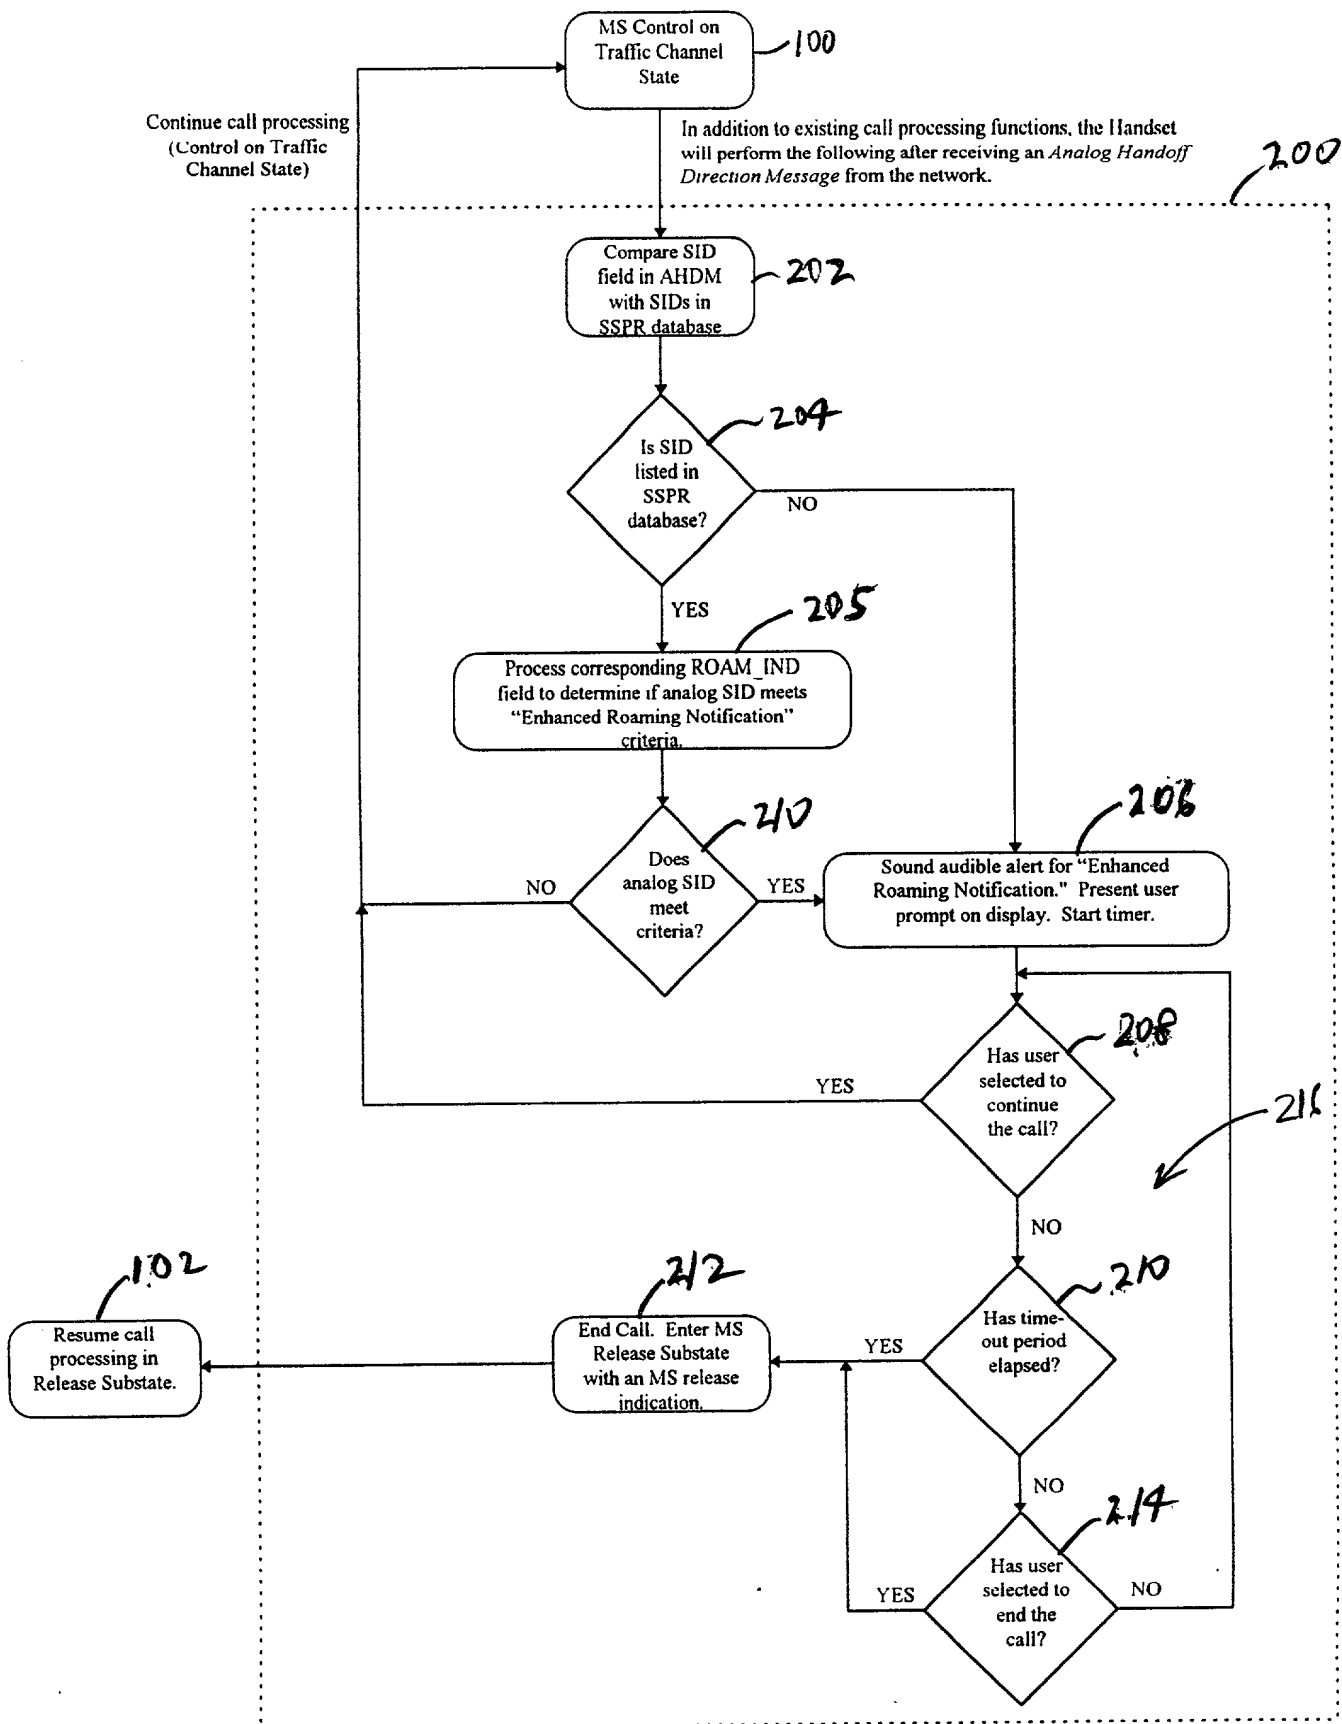 MS Control on
Traffic Channel
State
100
Continue call processing
(Control on Traffic
Channel State)
In addition to existing call processing functions, the Handset
will perform the following after receiving an Analog Handoff
Direction Message from the network.
200
Compare SID
field in AHDM
with SIDs in
SSPR database
202
Is SID
listed in
SSPR
database?
204
NO
YES
205
Process corresponding ROAM_IND
field to determine if analog SID meets
“Enhanced Roaming Notification”
criteria.
210
Does
analog SID
meet
criteria?
NO
YES
206
Sound audible alert for “Enhanced
Roaming Notification.” Present user
prompt on display. Start timer.
208
Has user
selected to
continue
the call?
YES
216
NO
102
Resume call
processing in
Release Substate.
212
End Call. Enter MS
Release Substate
with an MS release
indication.
YES
210
Has time-
out period
elapsed?
NO
214
Has user
selected to
end the
call?
YES
NO